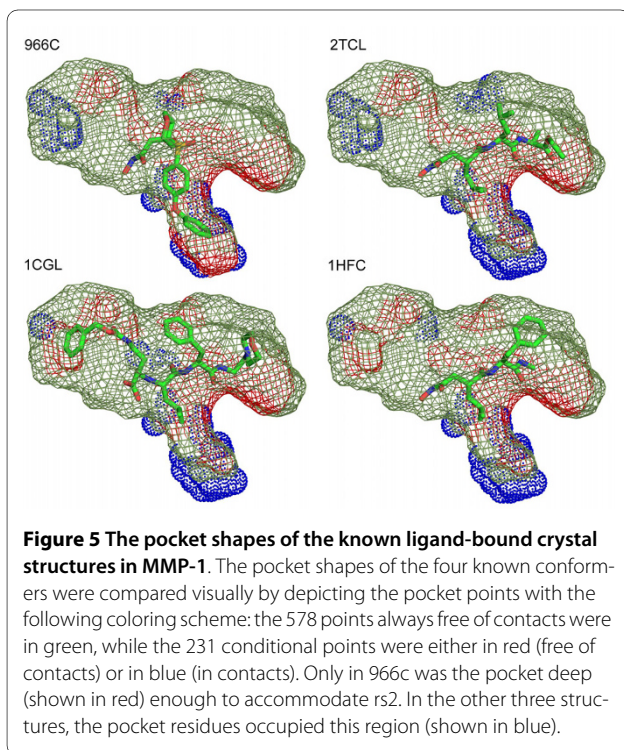 966C
2TCL
1CGL
1HFC
Figure 5 The pocket shapes of the known ligand-bound crystal
structures in MMP-1. The pocket shapes of the four known conform-
ers were compared visually by depicting the pocket points with the
following coloring scheme: the 578 points always free of contacts were
in green, while the 231 conditional points were either in red (free of
contacts) or in blue (in contacts). Only in 966c was the pocket deep
(shown in red) enough to accommodate rs2. In the other three struc-
tures, the pocket residues occupied this region (shown in blue).